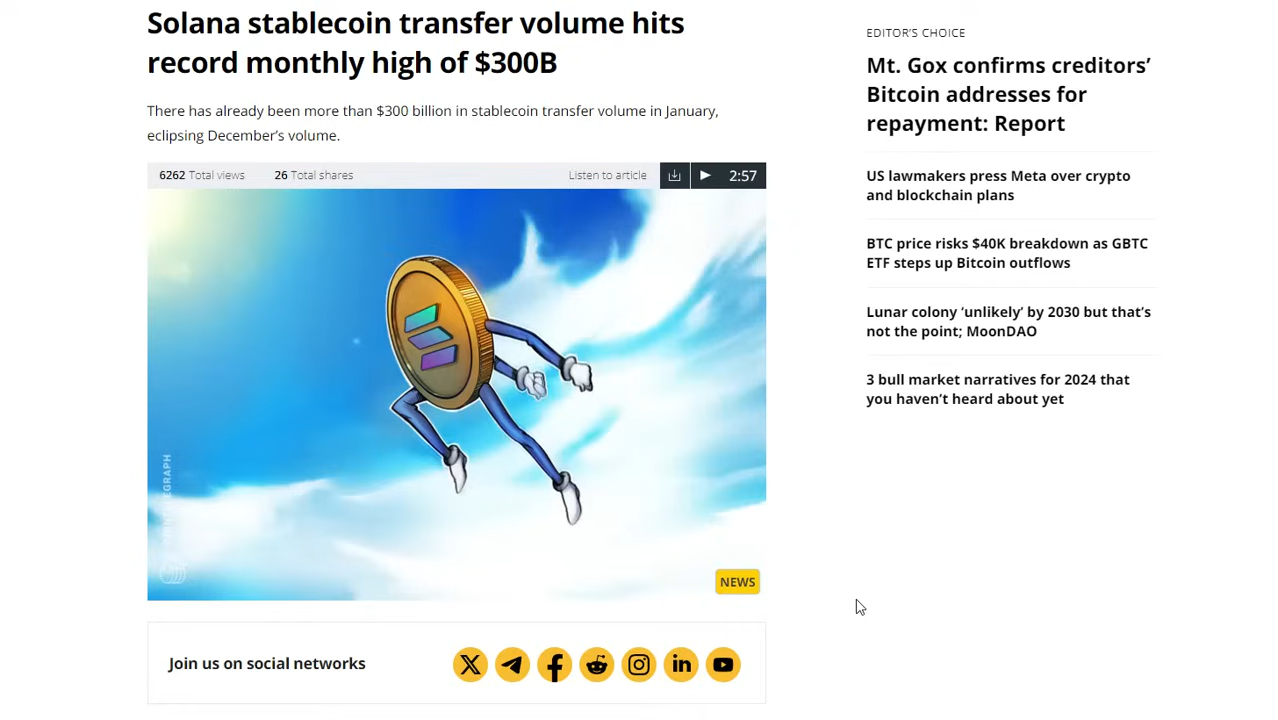 Solana stablecoin transfer volume hits
record monthly high of $300B
There has already been more than $300 billion in stablecoin transfer volume in January,
eclipsing December’s volume.
6262 Total views 26 Total shares Listen to article 2:57
NEWS
Join us on social networks
EDITOR’S CHOICE
Mt. Gox confirms creditors’
Bitcoin addresses for
repayment: Report
US lawmakers press Meta over crypto
and blockchain plans
BTC price risks $40K breakdown as GBTC
ETF steps up Bitcoin outflows
Lunar colony ‘unlikely’ by 2030 but that’s
not the point; MoonDAO
3 bull market narratives for 2024 that
you haven’t heard about yet